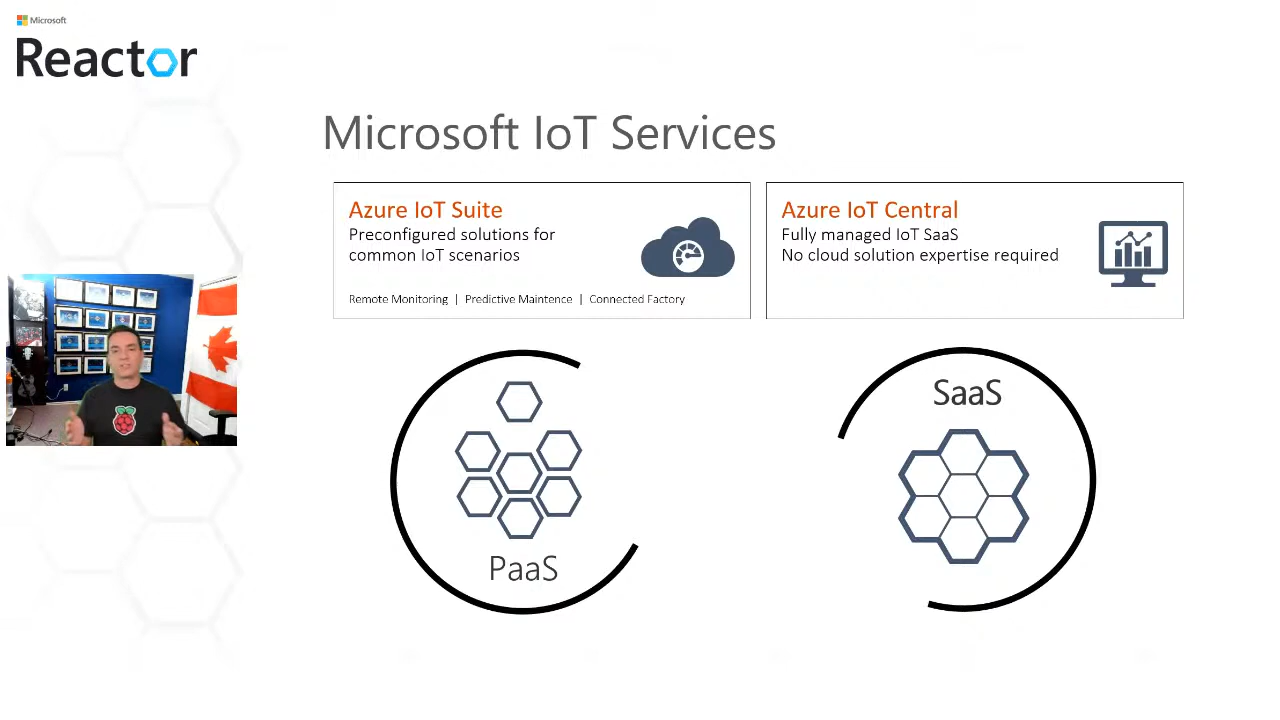 Microsoft
Reactor
Microsoft IoT Services
Azure IoT Suite
Preconfigured solutions for
common IoT scenarios
Remote Monitoring | Predictive Maintence | Connected Factory
Azure IoT Central
Fully managed IoT SaaS
No cloud solution expertise required
PaaS
SaaS